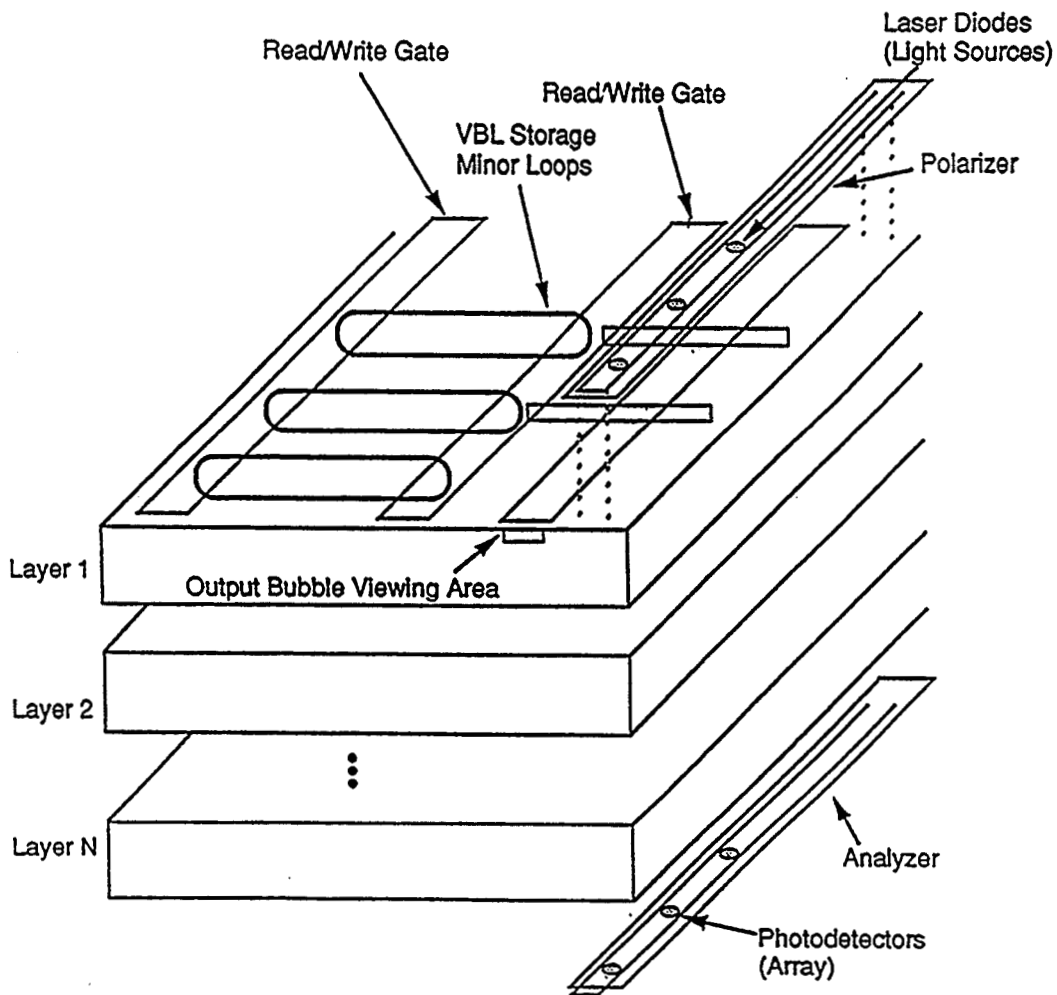 Laser Diodes
(Light Sources)
Read/Write Gate
Read/Write Gate
VBL Storage
Minor Loops
Polarizer
Layer 1
Output Bubble Viewing Area
Layer 2
Layer N
Analyzer
Photodetectors
(Array)